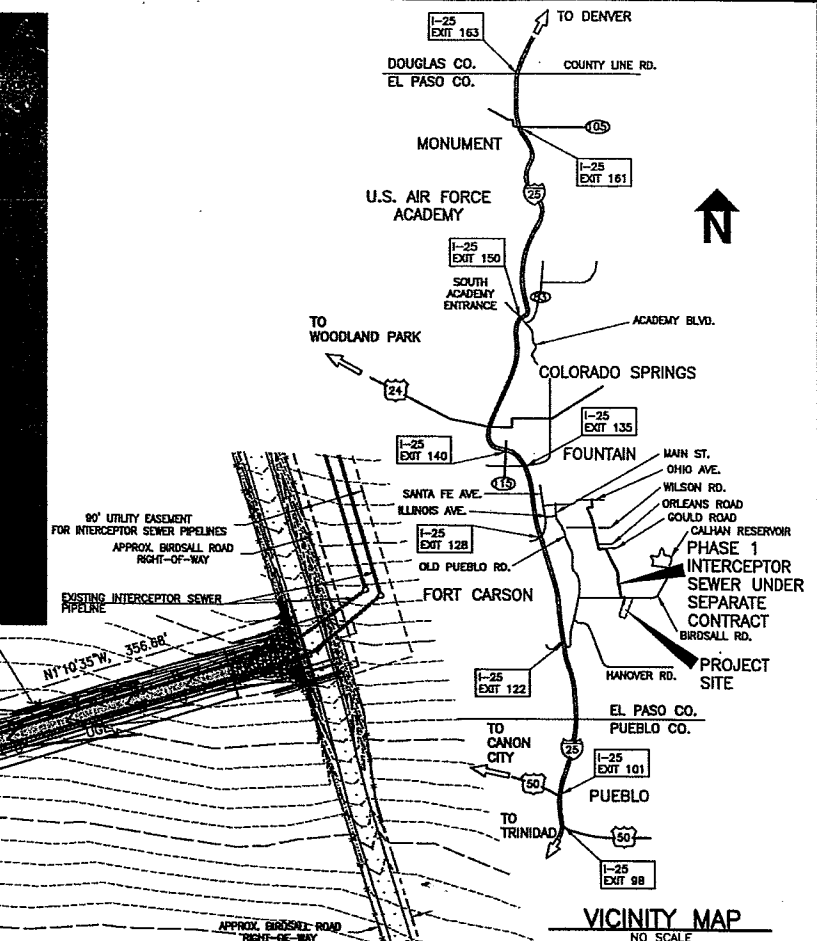 TO DENVER
I-25
EXIT 163
DOUGLAS CO.
COUNTY LINE RD.
EL PASO CO.
105
MONUMENT
I-25
EXIT 161
U.S. AIR FORCE
ACADEMY
25
N
I-25
EXIT 150
SOUTH
ACADEMY
ENTRANCE
83
ACADEMY BLVD.
TO
WOODLAND PARK
24
COLORADO SPRINGS
I-25
EXIT 135
I-25
EXIT 140
FOUNTAIN
115
MAIN ST.
OHIO AVE.
WILSON RD.
ORLEANS ROAD
GOULD ROAD
CALHAN RESERVOIR
SANTA FE AVE.
ILLINOIS AVE.
I-25
EXIT 128
OLD PUEBLO RD.
FORT CARSON
PHASE 1
INTERCEPTOR
SEWER UNDER
SEPARATE
CONTRACT
BIRDSALL RD.
PROJECT
SITE
HANOVER RD.
I-25
EXIT 122
EL PASO CO.
PUEBLO CO.
TO
CANON
CITY
25
I-25
EXIT 101
50
PUEBLO
TO
TRINIDAD
50
I-25
EXIT 98
VICINITY MAP
NO SCALE
90' UTILITY EASEMENT
FOR INTERCEPTOR SEWER PIPELINES
APPROX. BIRDSALL ROAD
RIGHT-OF-WAY
EXISTING INTERCEPTOR SEWER
PIPELINE
N1°10'35"W, 356.68'
UGE
APPROX. BIRDSALL ROAD
RIGHT-OF-WAY